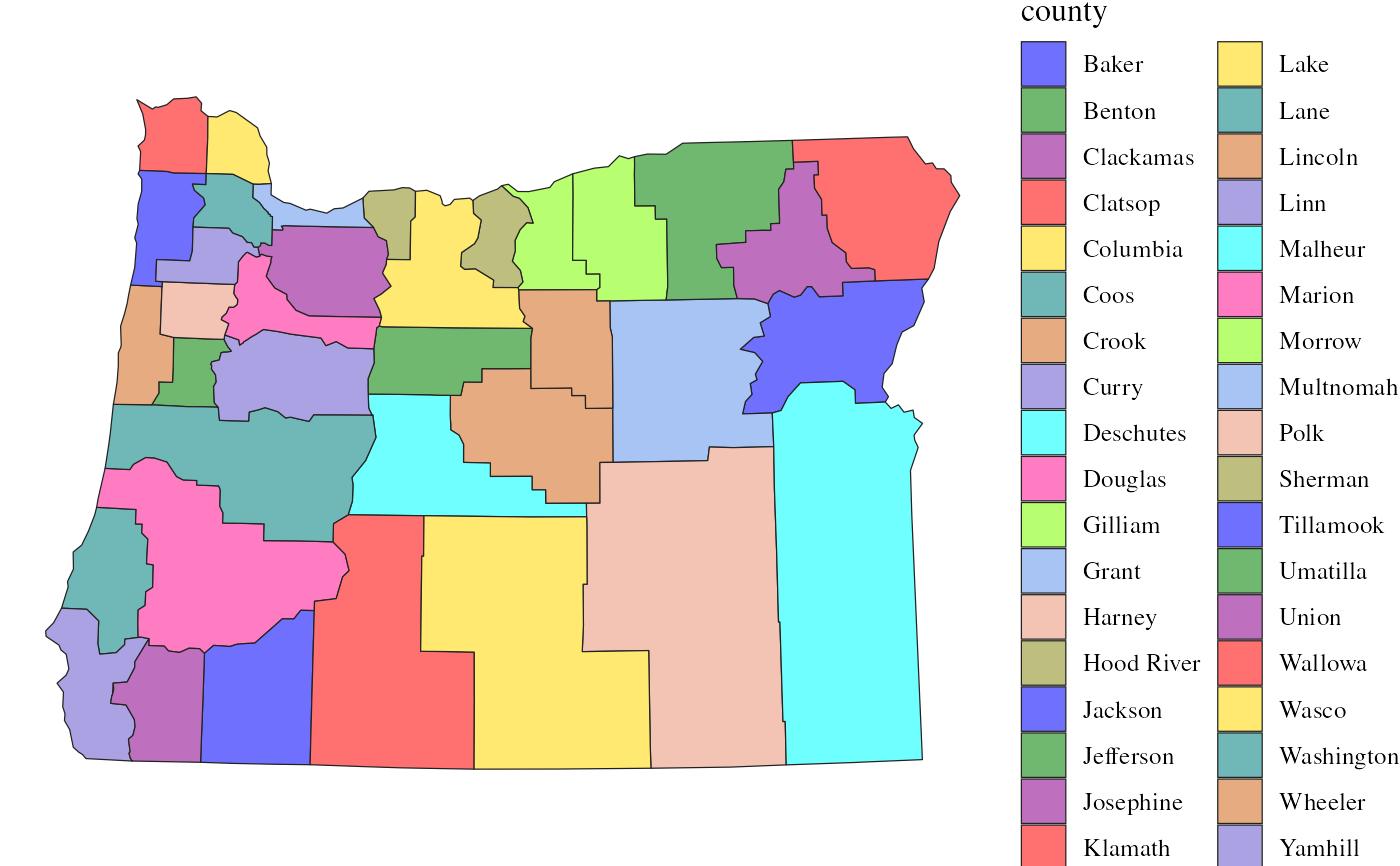 county
Baker
Benton
Clackamas
Clatsop
Columbia
Coos
Crook
Curry
Deschutes
Douglas
Gilliam
Grant
Harney
Hood River
Jackson
Jefferson
Josephine
Klamath
Lake
Lane
Lincoln
Linn
Malheur
Marion
Morrow
Multnomah
Polk
Sherman
Tillamook
Umatilla
Union
Wallowa
Wasco
Washington
Wheeler
Yamhill